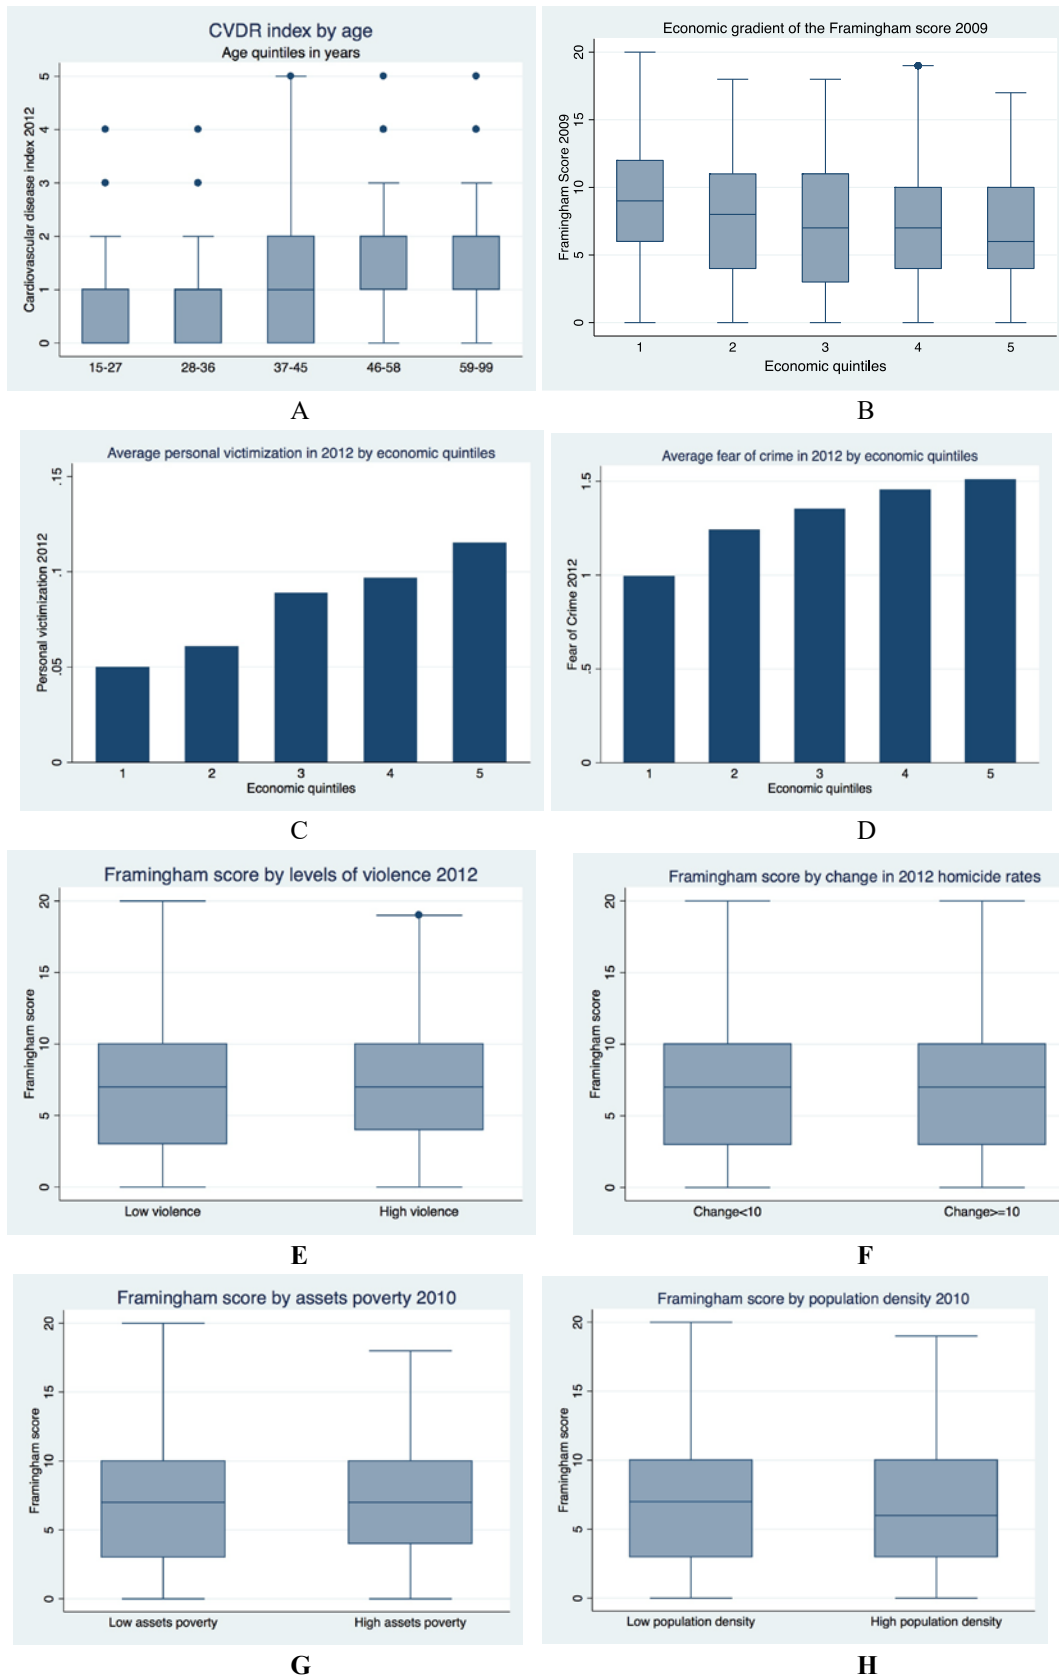 CVDR index by age
Age quintiles in years
Cardiovascular disease index 2012
5
4
3
2
1
0
15-27 28-36 37-45 46-58 59-99
A
Economic gradient of the Framingham score 2009
Framingham Score 2009
20
15
10
5
0
1 2 3 4 5
Economic quintiles
B
Average personal victimization in 2012 by economic quintiles
Personal victimization 2012
.15
.1
.05
0
1 2 3 4 5
Economic quintiles
C
Average fear of crime in 2012 by economic quintiles
Fear of Crime 2012
1.5
1
.5
0
1 2 3 4 5
Economic quintiles
D
Framingham score by levels of violence 2012
Framingham score
20
15
10
5
0
Low violence High violence
E
Framingham score by change in 2012 homicide rates
Framingham score
20
15
10
5
0
Change<10 Change>=10
F
Framingham score by assets poverty 2010
Framingham score
20
15
10
5
0
Low assets poverty High assets poverty
G
Framingham score by population density 2010
Framingham score
20
15
10
5
0
Low population density High population density
H